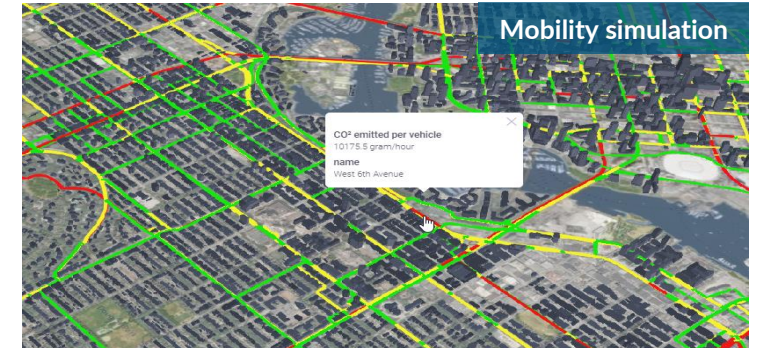 Mobility simulation
CO² emitted per vehicle
10175.5 gram/hour
name
West 6th Avenue